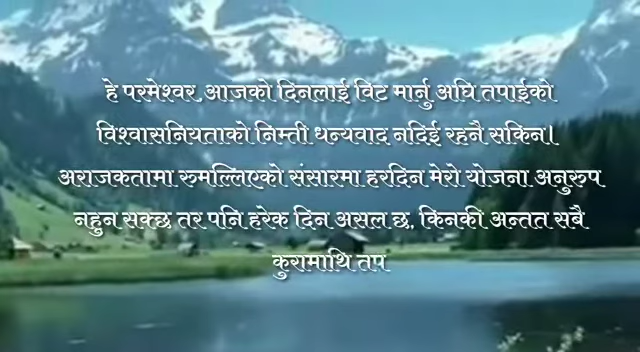 हे परमेश्वर, आजको दिनलाई विट मार्नु अघि तपाईको
विश्वासनियताको निम्ती धन्यवाद नदिई रहनै सकिन।
अराजकतामा रुमल्लिएको संसारमा हरदिन मेरो योजना अनुरुप
नहुन सक्छ तर पनि हरेक दिन असल छ, किनकी अन्तत सबै
कुरामाथि तप